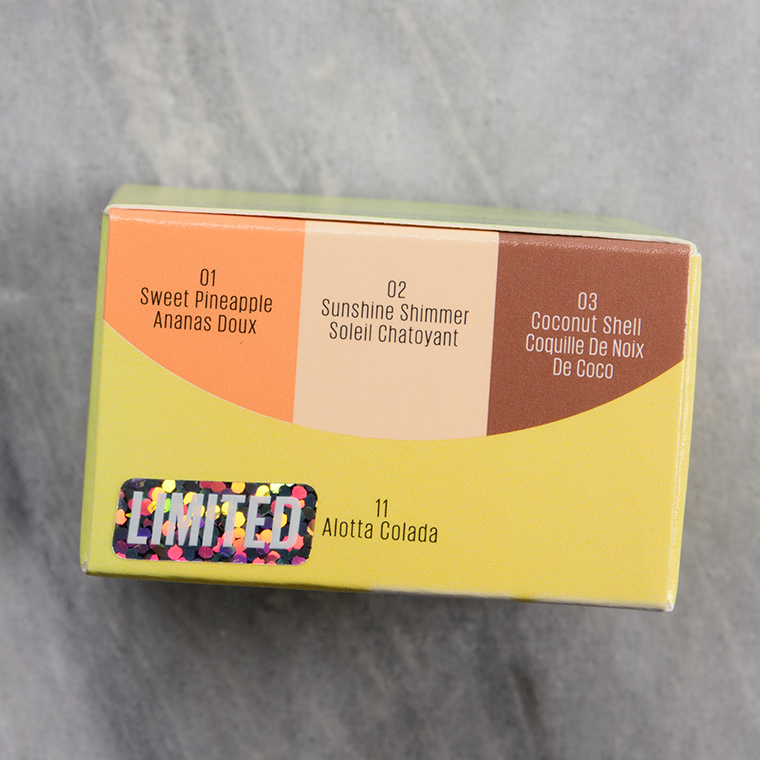 01
Sweet Pineapple
Ananas Doux
02
Sunshine Shimmer
Soleil Chatoyant
03
Coconut Shell
Coquille De Noix
De Coco
LIMITED
11
Alotta Colada